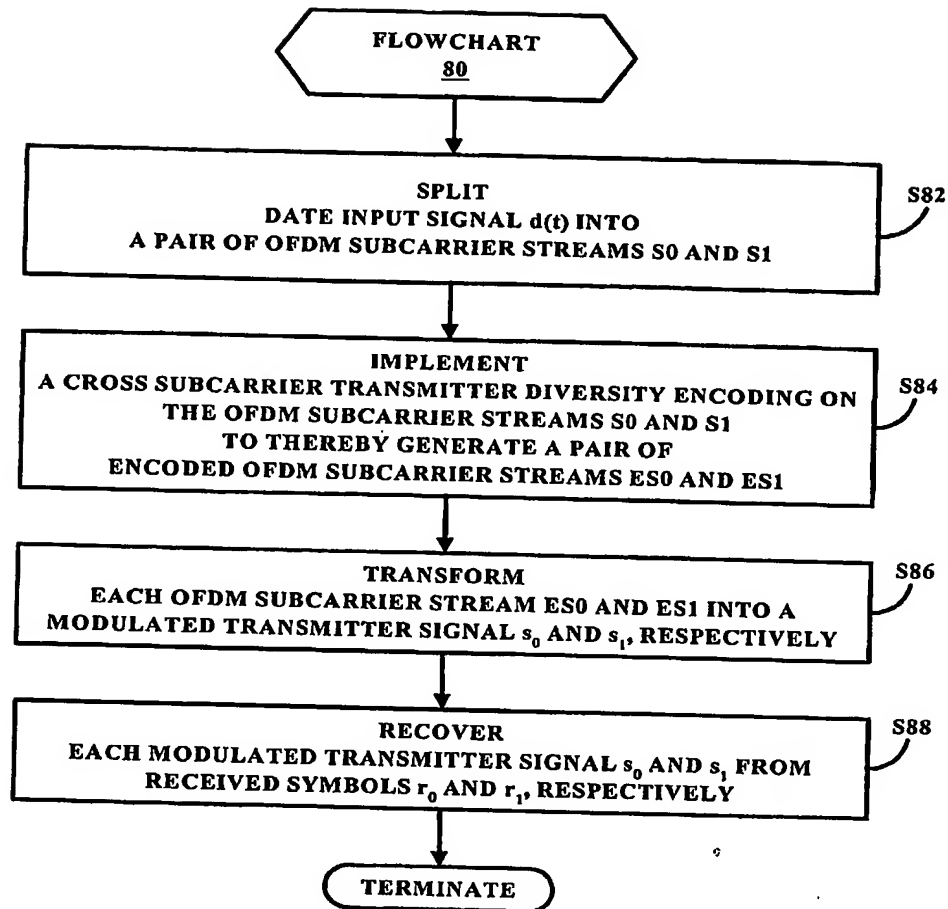 FLOWCHART
80
SPLIT
DATE INPUT SIGNAL d(t) INTO
A PAIR OF OFDM SUBCARRIER STREAMS S0 AND S1
S82
IMPLEMENT
A CROSS SUBCARRIER TRANSMITTER DIVERSITY ENCODING ON
THE OFDM SUBCARRIER STREAMS S0 AND S1
TO THEREBY GENERATE A PAIR OF
ENCODED OFDM SUBCARRIER STREAMS ES0 AND ES1
S84
TRANSFORM
EACH OFDM SUBCARRIER STREAM ES0 AND ES1 INTO A
MODULATED TRANSMITTER SIGNAL s₀ AND s₁, RESPECTIVELY
S86
RECOVER
EACH MODULATED TRANSMITTER SIGNAL s₀ AND s₁ FROM
RECEIVED SYMBOLS r₀ AND r₁, RESPECTIVELY
S88
TERMINATE